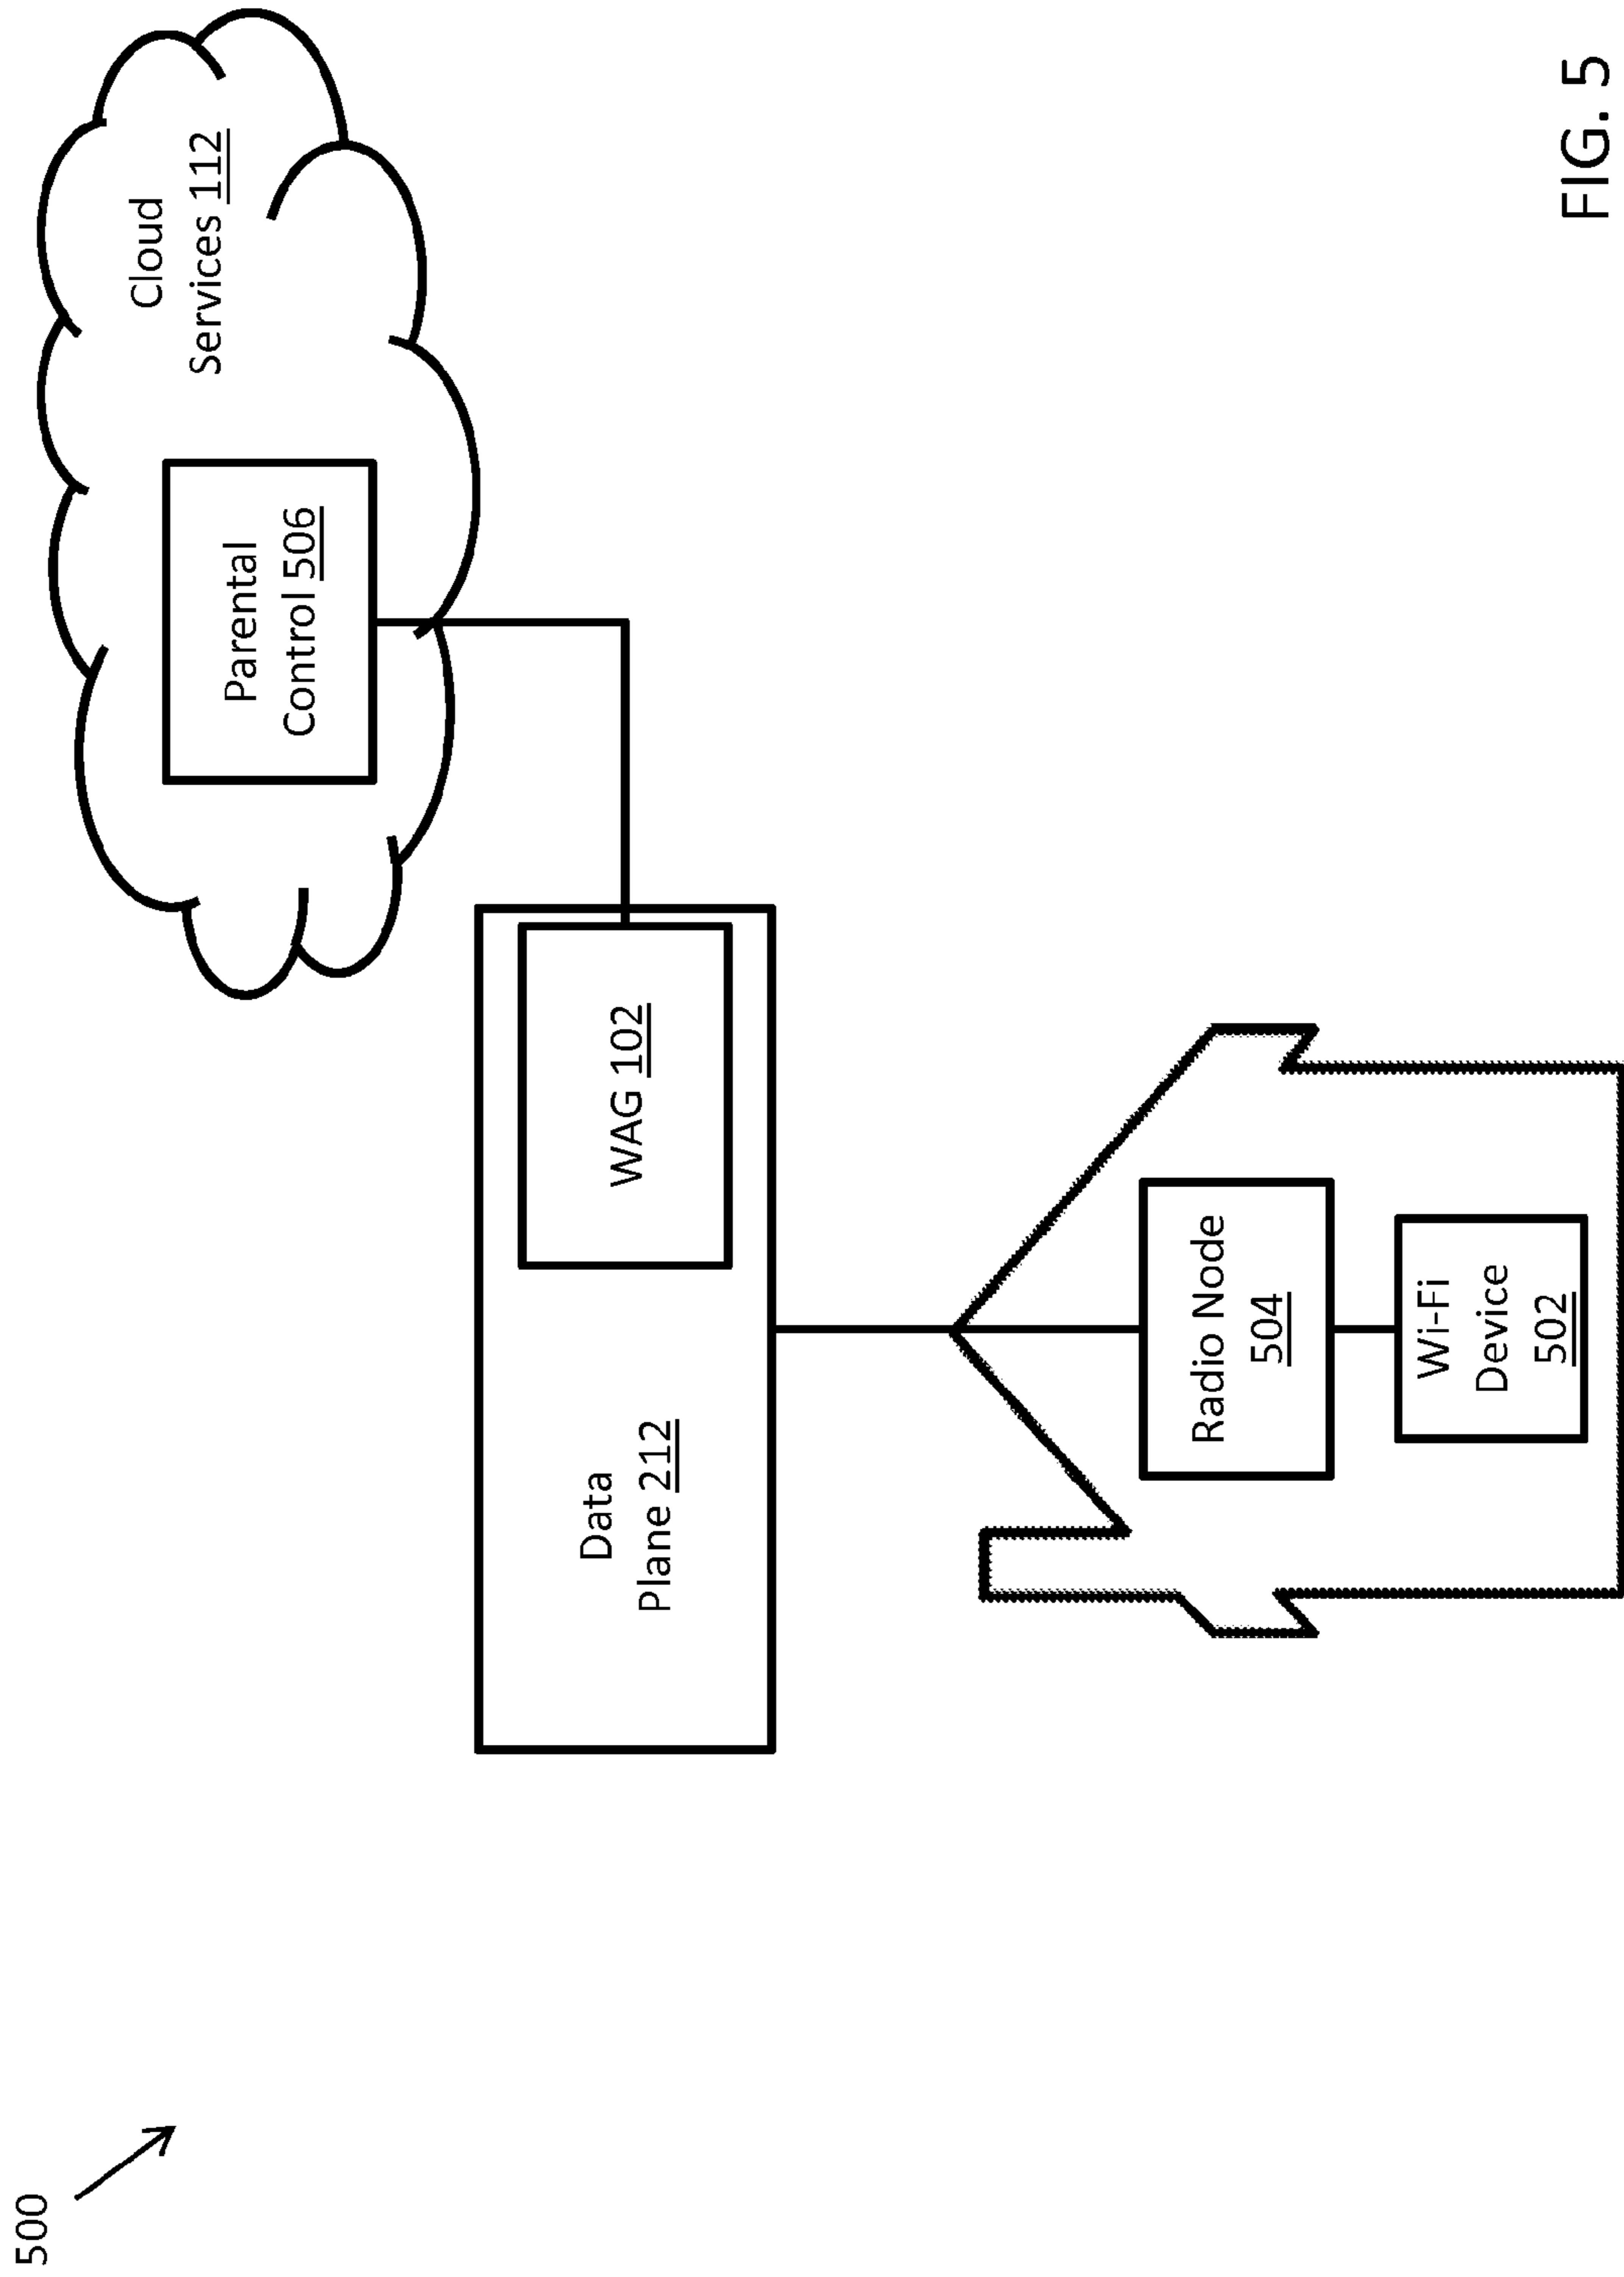 500
Cloud
Services 112
Parental
Control 506
Data
Plane 212
WAG 102
Radio Node
504
Wi-Fi
Device
502
FIG. 5